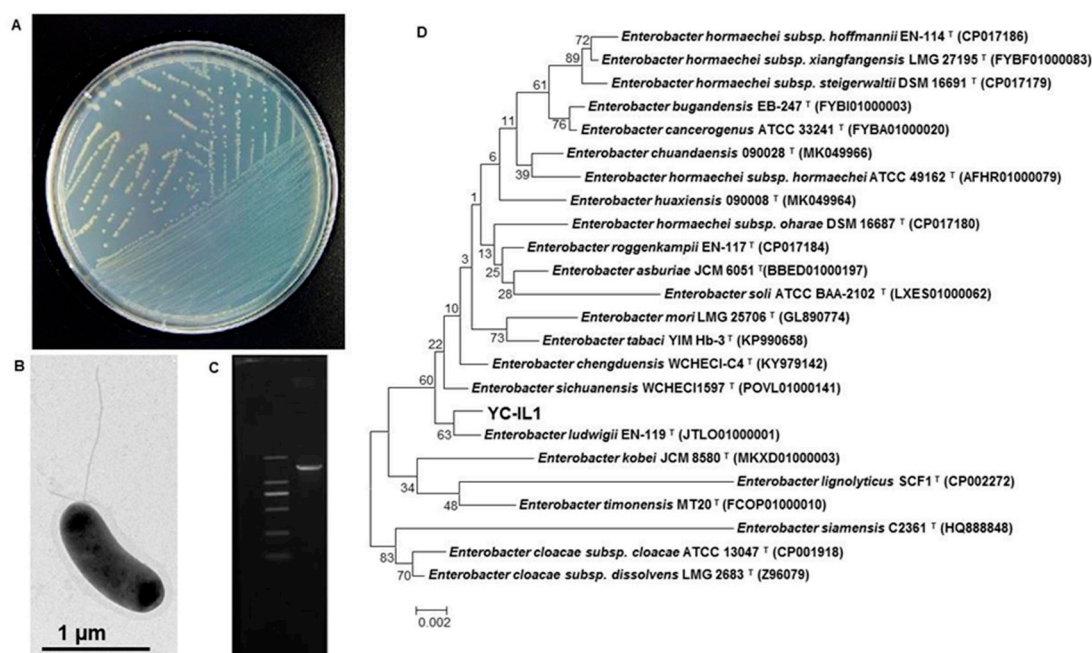 A
B
1 µm
C
D
Enterobacter hormaechei subsp. hoffmannii EN-114 T (CP017186)
72
Enterobacter hormaechei subsp. xiangfangensis LMG 27195 T (FYBF01000083)
89
Enterobacter hormaechei subsp. steigerwaltii DSM 16691 T (CP017179)
61
Enterobacter bugandensis EB-247 T (FYBI01000003)
76
Enterobacter cancerogenus ATCC 33241 T (FYBA01000020)
11
Enterobacter chuandaensis 090028 T (MK049966)
39
Enterobacter hormaechei subsp. hormaechei ATCC 49162 T (AFHR01000079)
6
Enterobacter huaxiensis 090008 T (MK049964)
1
Enterobacter hormaechei subsp. oharae DSM 16687 T (CP017180)
13
Enterobacter roggenkampii EN-117 T (CP017184)
25
Enterobacter asburiae JCM 6051 T (BBED01000197)
28
Enterobacter soli ATCC BAA-2102 T (LXES01000062)
3
Enterobacter mori LMG 25706 T (GL890774)
73
Enterobacter tabaci YIM Hb-3 T (KP990658)
10
Enterobacter chengduensis WCHECI-C4 T (KY979142)
22
Enterobacter sichuanensis WCHECI1597 T (POVL01000141)
60
YC-IL1
63
Enterobacter ludwigii EN-119 T (JTLO01000001)
Enterobacter kobei JCM 8580 T (MKXD01000003)
34
Enterobacter lignolyticus SCF1 T (CP002272)
48
Enterobacter timonensis MT20 T (FCOP01000010)
Enterobacter siamensis C2361 T (HQ888848)
83
Enterobacter cloacae subsp. cloacae ATCC 13047 T (CP001918)
70
Enterobacter cloacae subsp. dissolvens LMG 2683 T (Z96079)
0.002